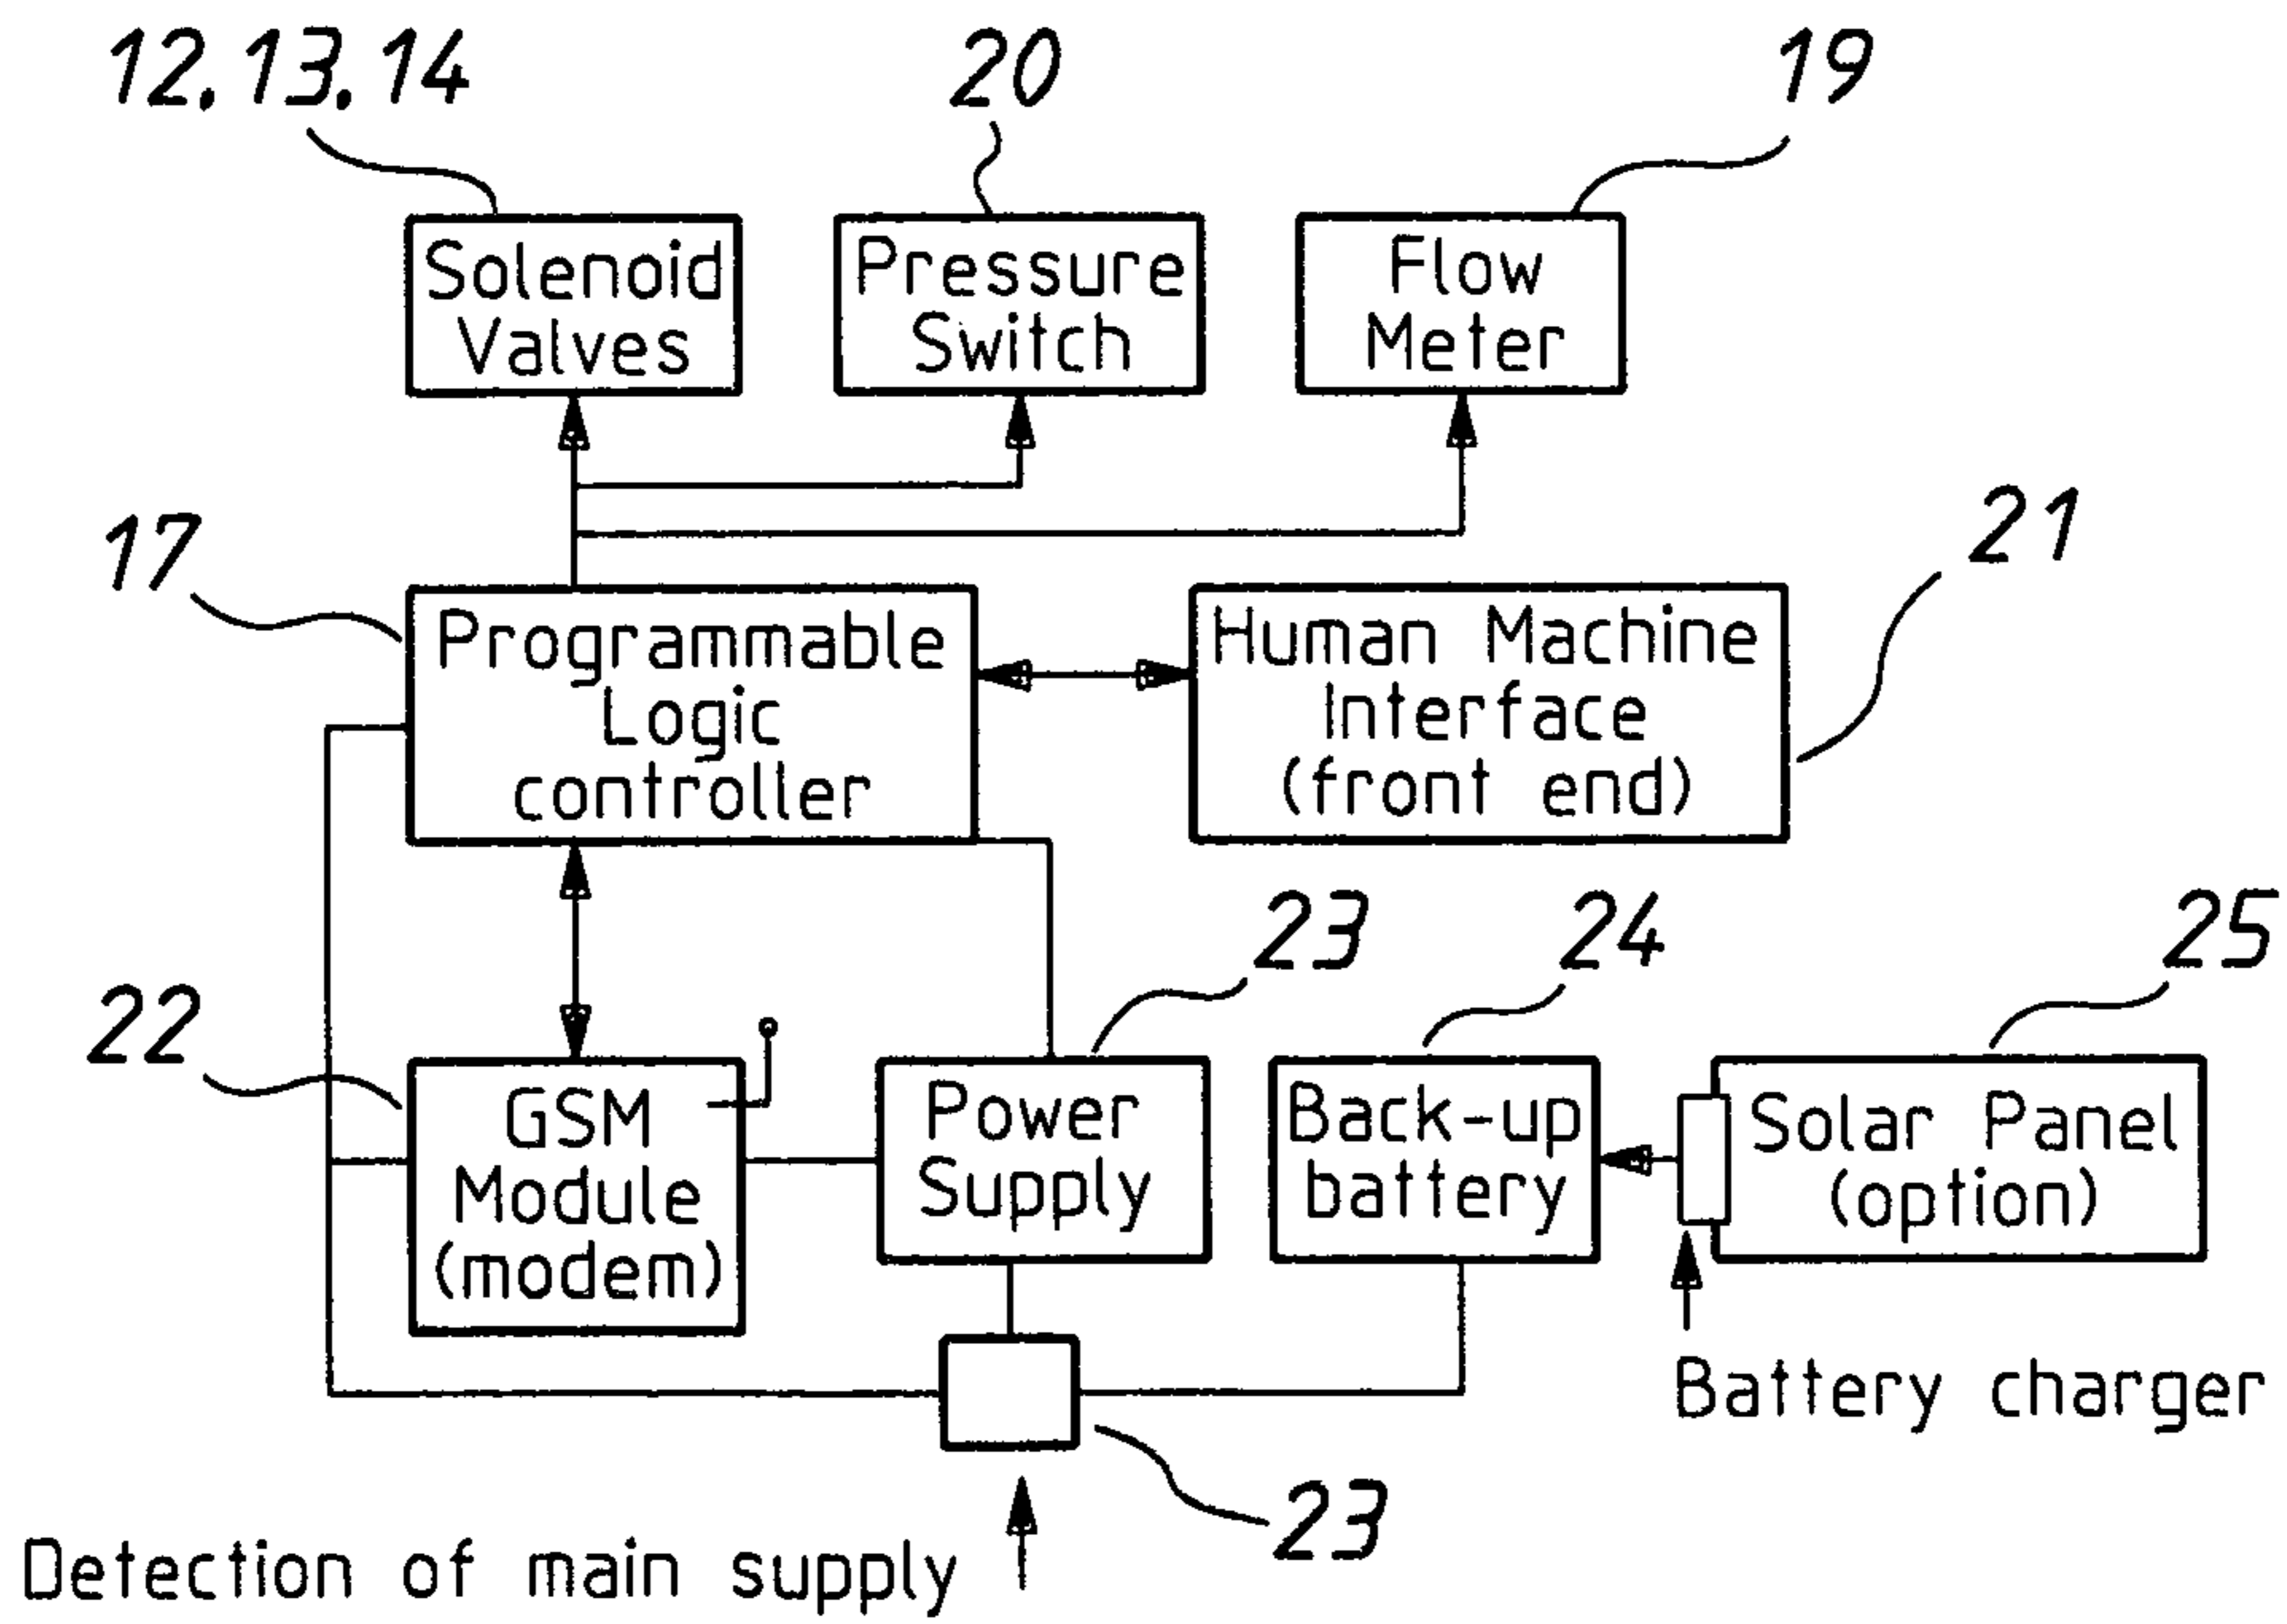 12.13.14
20
19
Solenoid
Valves
Pressure
Switch
Flow
Meter
17
21
Programmable
Logic
controller
Human Machine
Interface
(front end)
23
24
25
22
GSM
Module
(modem)
Power
Supply
Back-up
battery
Solar Panel
(option)
Battery charger
23
Detection of main supply